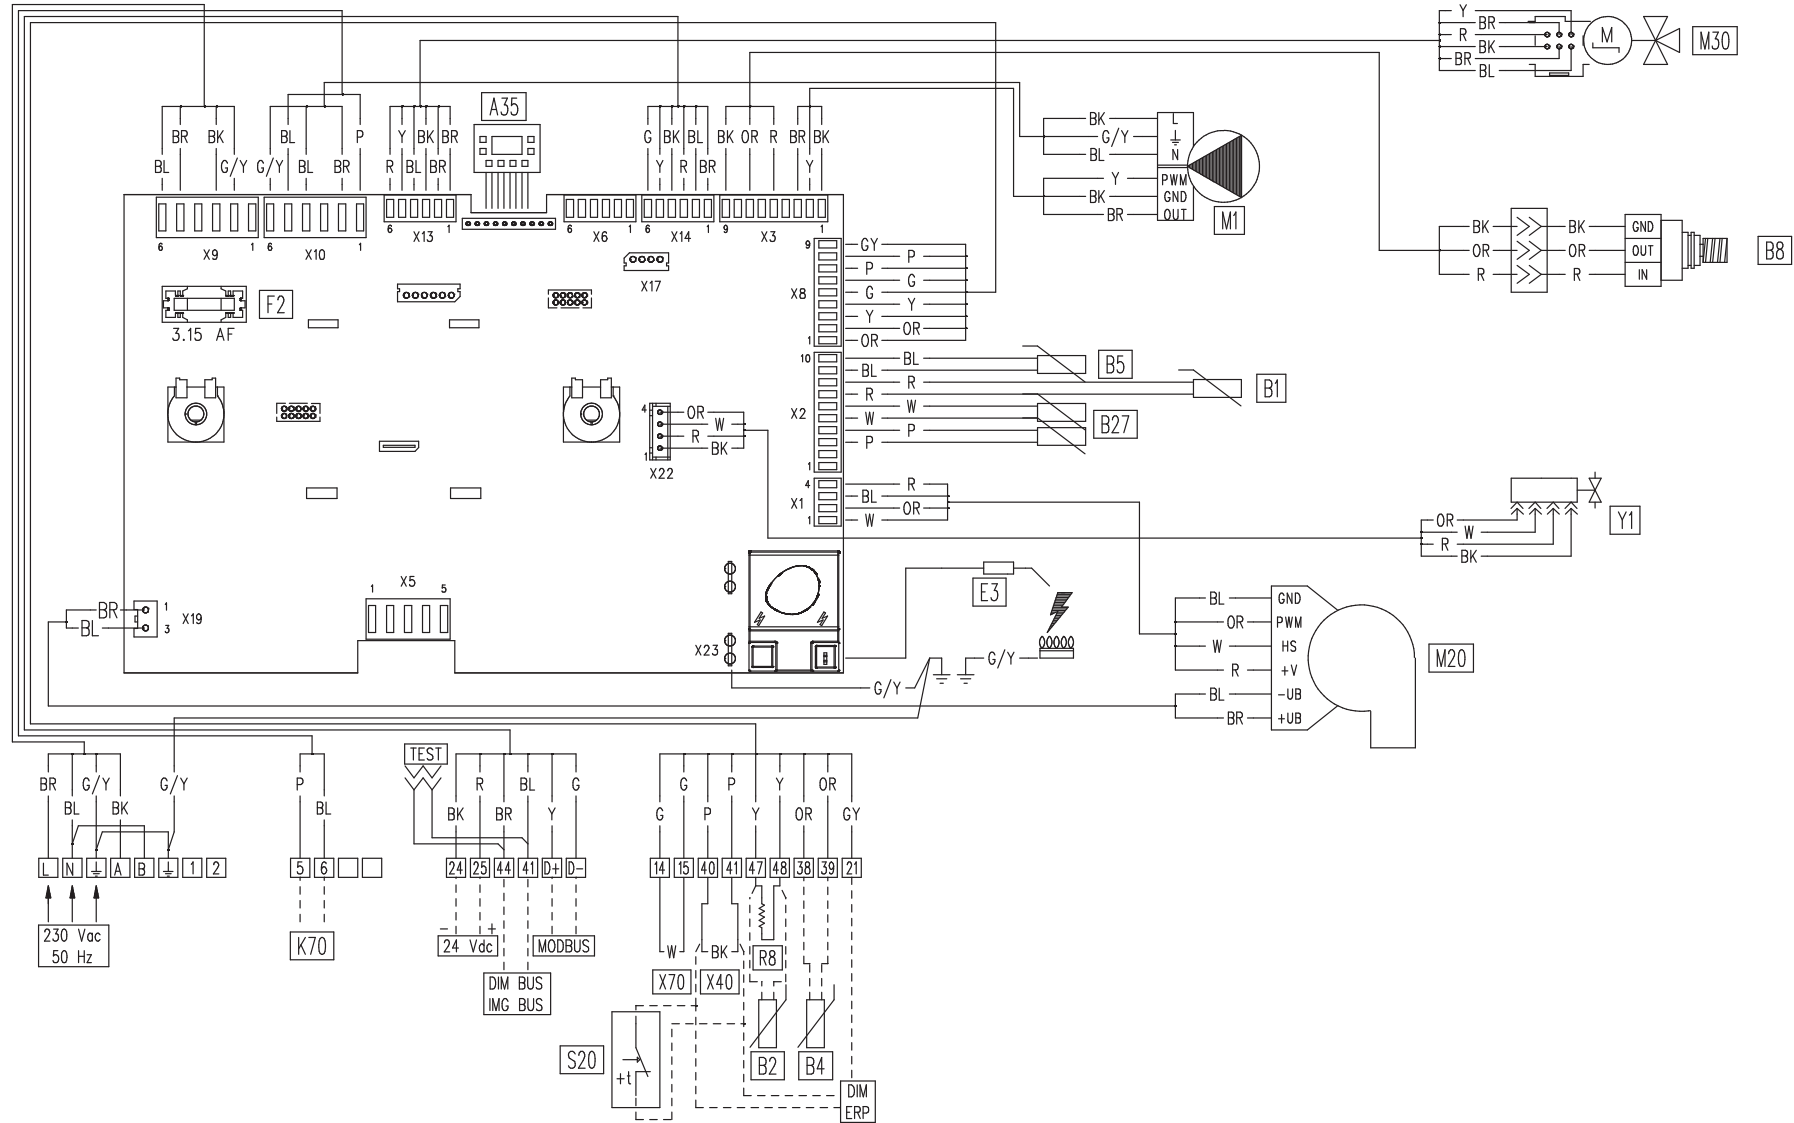 Y
BR
R
BK
BR
BL
M
M30
A35
BR
BK
BL
G/Y
BL
P
G/Y
BL
BR
Y
BK
BR
R
BL
BR
G
BK
BL
Y
R
BR
BK
OR
R
BR
BK
Y
BK
L
G/Y
BL
N
Y
PWM
BK
GND
BR
OUT
M1
6
1
X9
6
1
X10
6
1
X13
6
1
X6
6
1
X14
9
1
X3
X17
BK
BK
GND
OR
OR
OUT
R
R
IN
B8
F2
3.15 AF
9
X8
1
GY
P
P
G
G
Y
Y
OR
OR
10
X2
1
BL
BL
R
R
W
W
P
P
B5
B1
B27
4
1
X22
OR
W
R
BK
4
X1
1
R
BL
OR
W
OR
W
R
BK
Y1
X5
1
5
BR
BL
1
3
X19
X23
E3
G/Y
G/Y
BL
GND
OR
PWM
W
HS
R
+V
BL
-UB
BR
+UB
M20
TEST
BR
G/Y
G/Y
BL
BK
L
N
A
B
1
2
230 Vac
50 Hz
P
BL
5
6
K70
R
BL
G
BK
BR
Y
24
25
44
41
D+
D-
- +
24 Vdc
MODBUS
DIM BUS
IMG BUS
G
P
Y
OR
G
P
Y
OR
GY
14
15
40
41
47
48
38
39
21
W
BK
R8
X70
X40
S20
+t
B2
B4
DIM
ERP